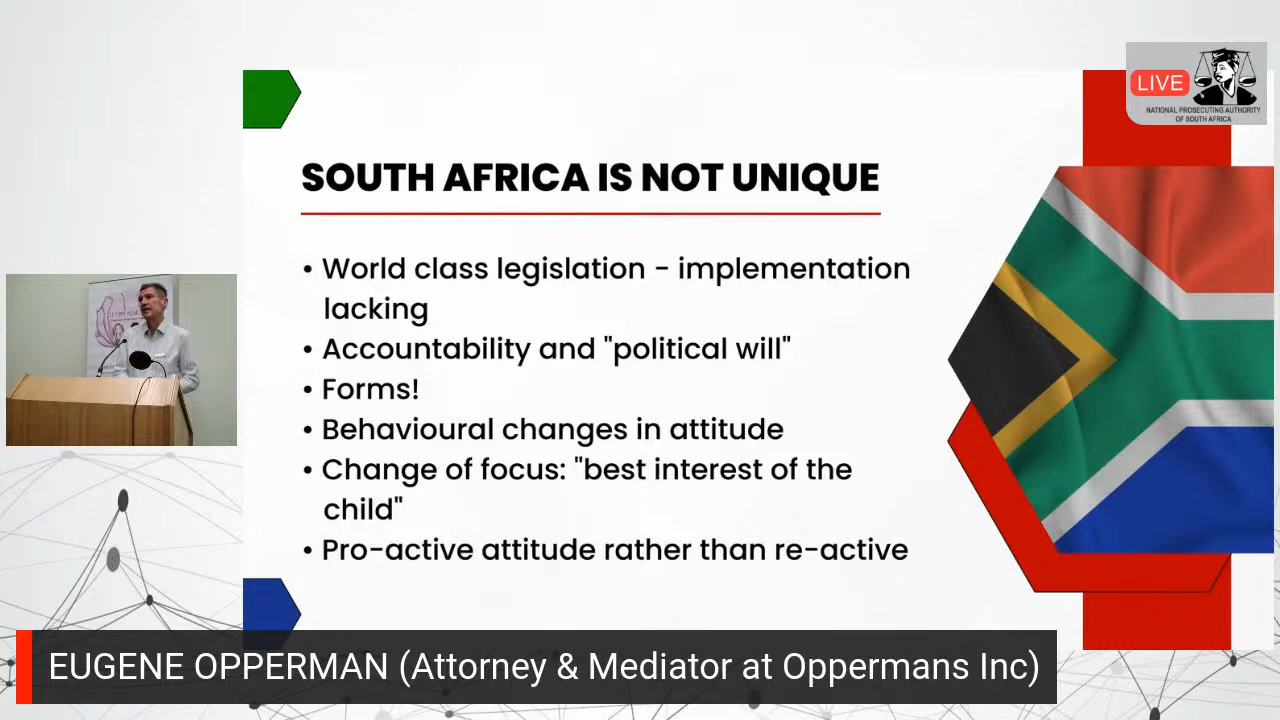 LIVE
NATIONAL PROSECUTING AUTHORITY
OF SOUTH AFRICA
SOUTH AFRICA IS NOT UNIQUE
• World class legislation - implementation
lacking
• Accountability and "political will"
• Forms!
• Behavioural changes in attitude
• Change of focus: "best interest of the
child"
• Pro-active attitude rather than re-active
EUGENE OPPERMAN (Attorney & Mediator at Oppermans Inc)